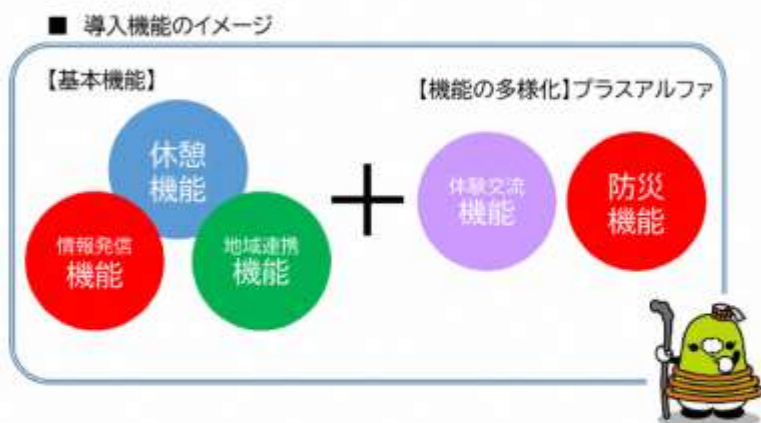 ■ 導入機能のイメージ
【基本機能】
【機能の多様化】プラスアルファ
休憩
機能
情報発信
機能
地域連携
機能
+
体験交流
機能
防災
機能